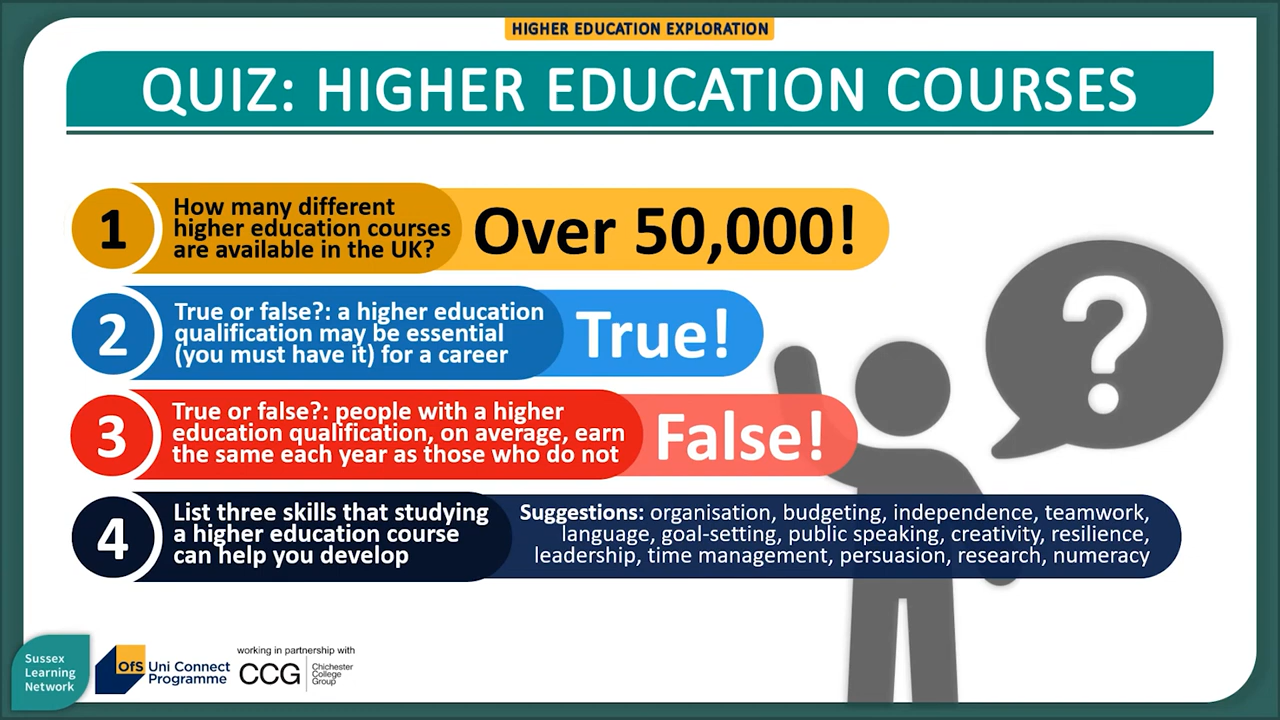 HIGHER EDUCATION EXPLORATION
QUIZ: HIGHER EDUCATION COURSES
1
How many different
higher education courses
are available in the UK?
Over 50,000!
2
True or false?: a higher education
qualification may be essential
(you must have it) for a career
True!
3
True or false?: people with a higher
education qualification, on average, earn
the same each year as those who do not
False!
4
List three skills that studying
a higher education course
can help you develop
Suggestions: organisation, budgeting, independence, teamwork,
language, goal-setting, public speaking, creativity, resilience,
leadership, time management, persuasion, research, numeracy
?
Sussex
Learning
Network
OfS Uni Connect
Programme
working in partnership with
CCG
Chichester
College
Group